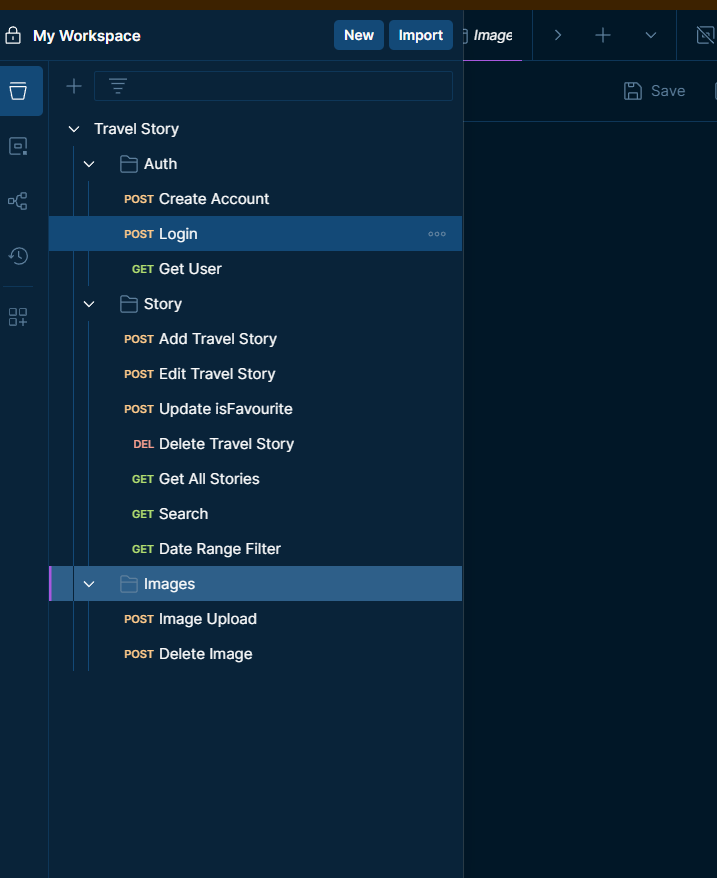 My Workspace New Import Image
Save
Travel Story
Auth
POST Create Account
POST Login
GET Get User
Story
POST Add Travel Story
POST Edit Travel Story
POST Update isFavourite
DEL Delete Travel Story
GET Get All Stories
GET Search
GET Date Range Filter
Images
POST Image Upload
POST Delete Image